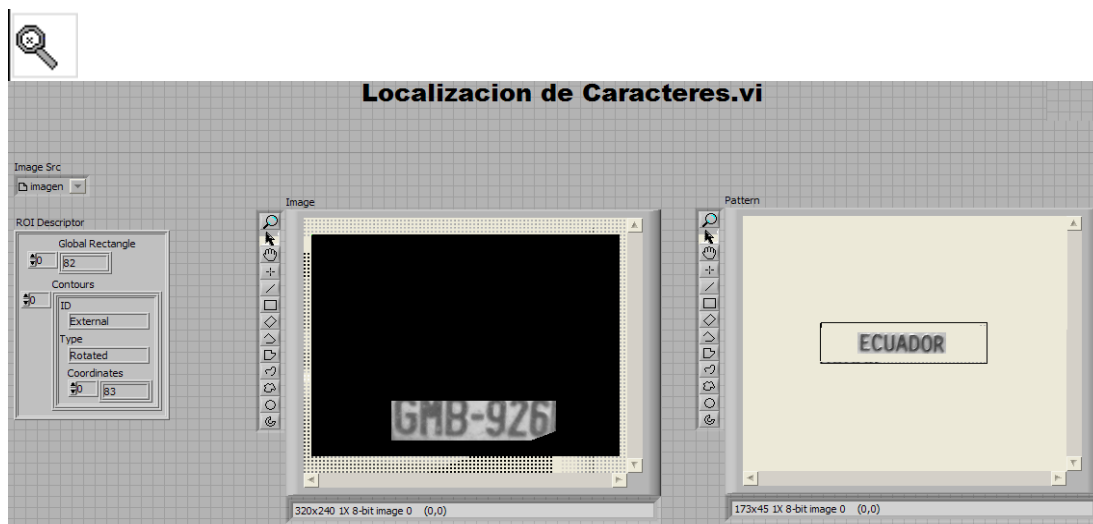 Localizacion de Caracteres.vi
Image Src
imagen
ROI Descriptor
Global Rectangle
0
82
Contours
0
ID
External
Type
Rotated
Coordinates
0
83
Image
GMB-926
320x240 1X 8-bit image 0 (0,0)
Pattern
ECUADOR
173x45 1X 8-bit image 0 (0,0)